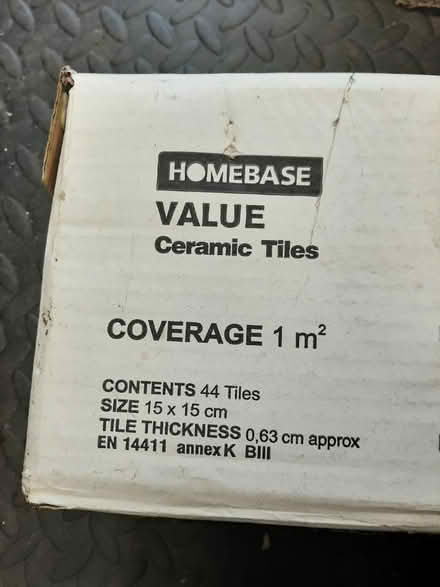 HOMEBASE
VALUE
Ceramic Tiles
COVERAGE 1 m²
CONTENTS 44 Tiles
SIZE 15 x 15 cm
TILE THICKNESS 0,63 cm approx
EN 14411 annex K BIII